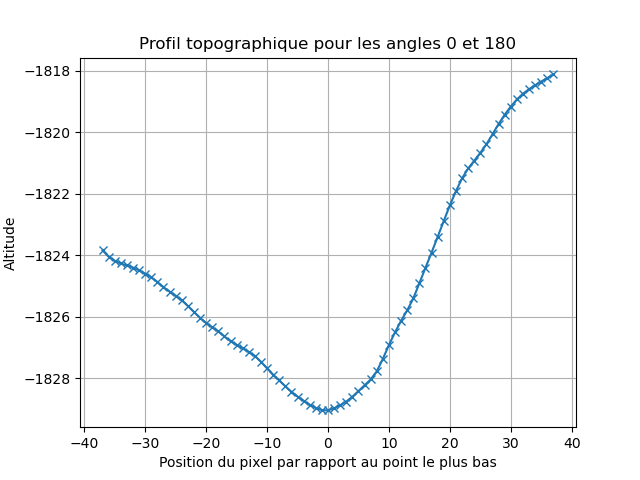 Profil topographique pour les angles 0 et 180
Altitude
−1818
−1820
−1822
−1824
−1826
−1828
−40 −30 −20 −10 0 10 20 30 40
Position du pixel par rapport au point le plus bas